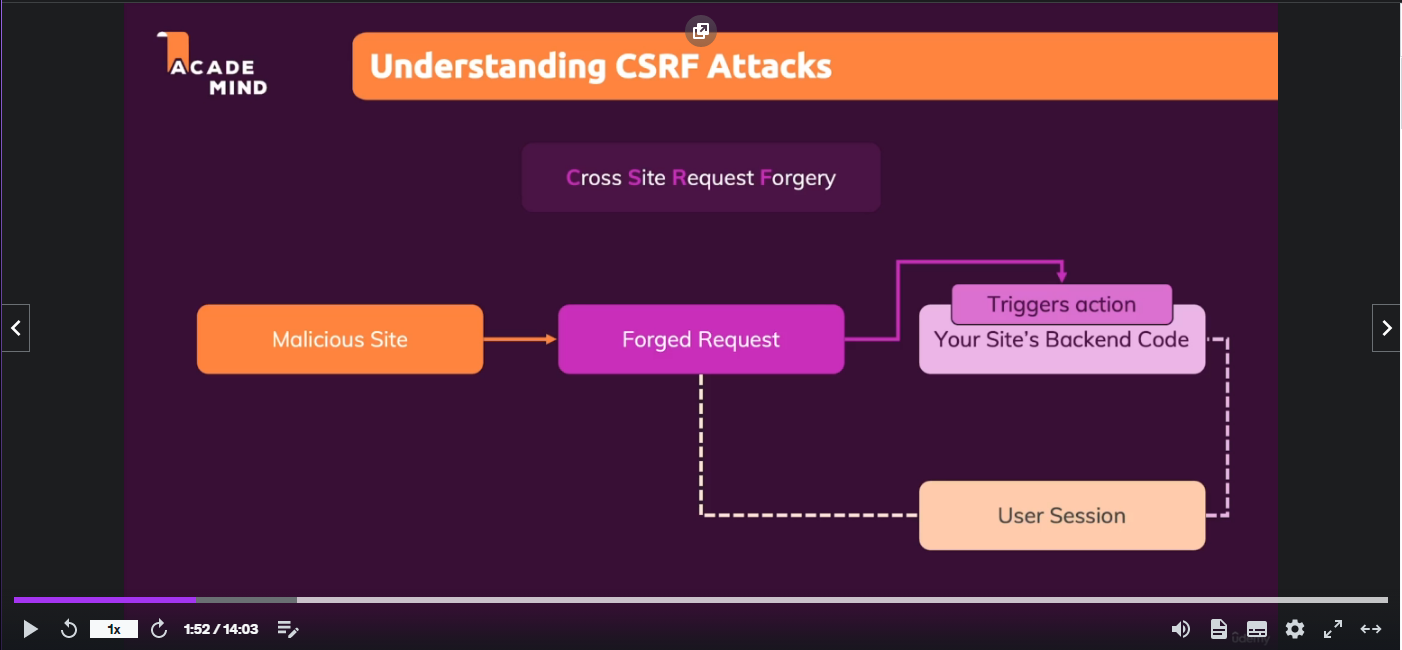 ACADE
MIND
Understanding CSRF Attacks
Cross Site Request Forgery
Malicious Site
Forged Request
Triggers action
Your Site's Backend Code
User Session
1x
1:52 / 14:03
ûdemy